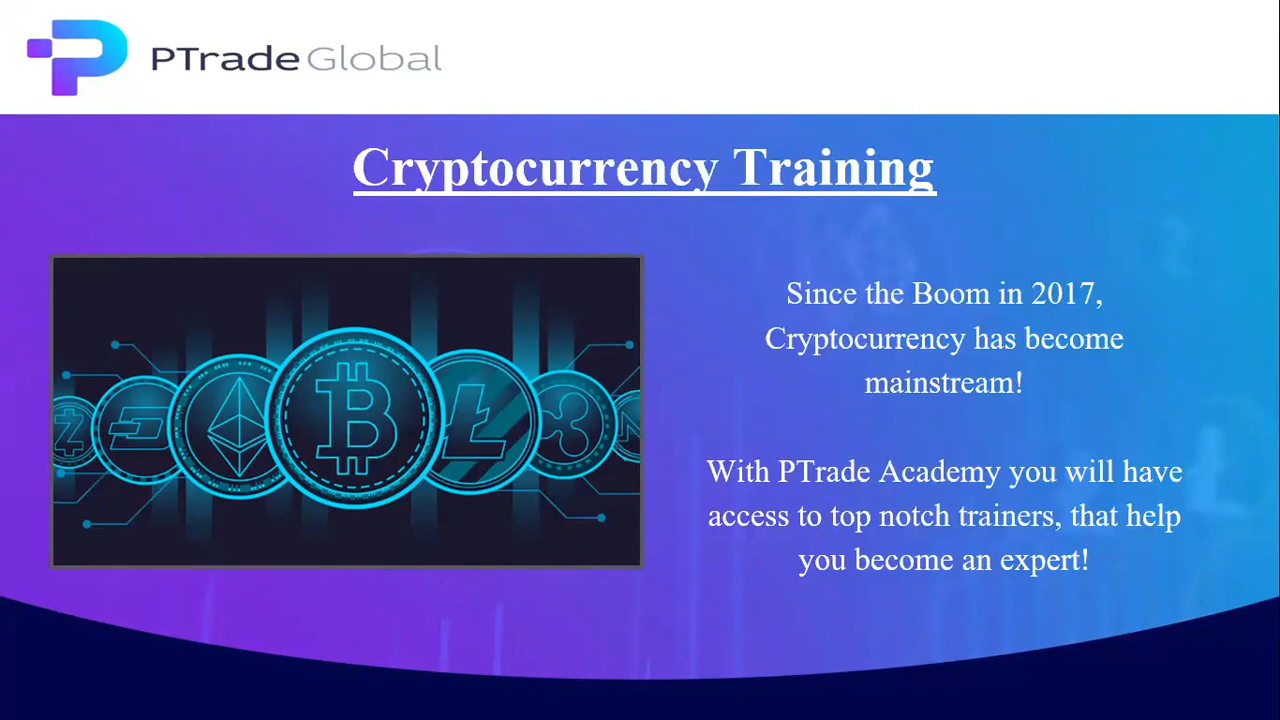 PTrade Global
Cryptocurrency Training
Since the Boom in 2017,
Cryptocurrency has become
mainstream!
With PTrade Academy you will have
access to top notch trainers, that help
you become an expert!